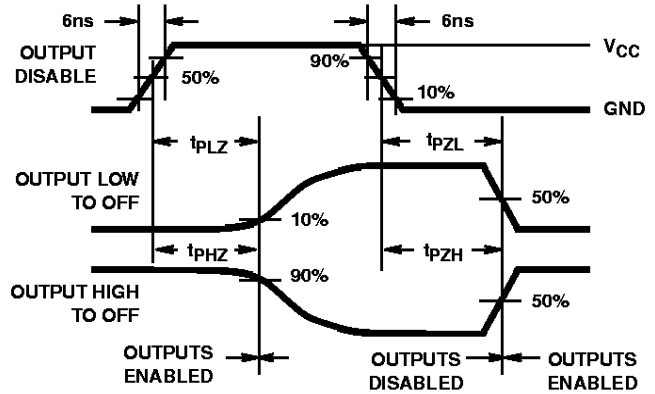 6ns
6ns
OUTPUT
DISABLE
50%
90%
10%
VCC
GND
tPLZ
tPZL
OUTPUT LOW
TO OFF
10%
50%
tPHZ
tPZH
OUTPUT HIGH
TO OFF
90%
50%
OUTPUTS
ENABLED
OUTPUTS
DISABLED
OUTPUTS
ENABLED